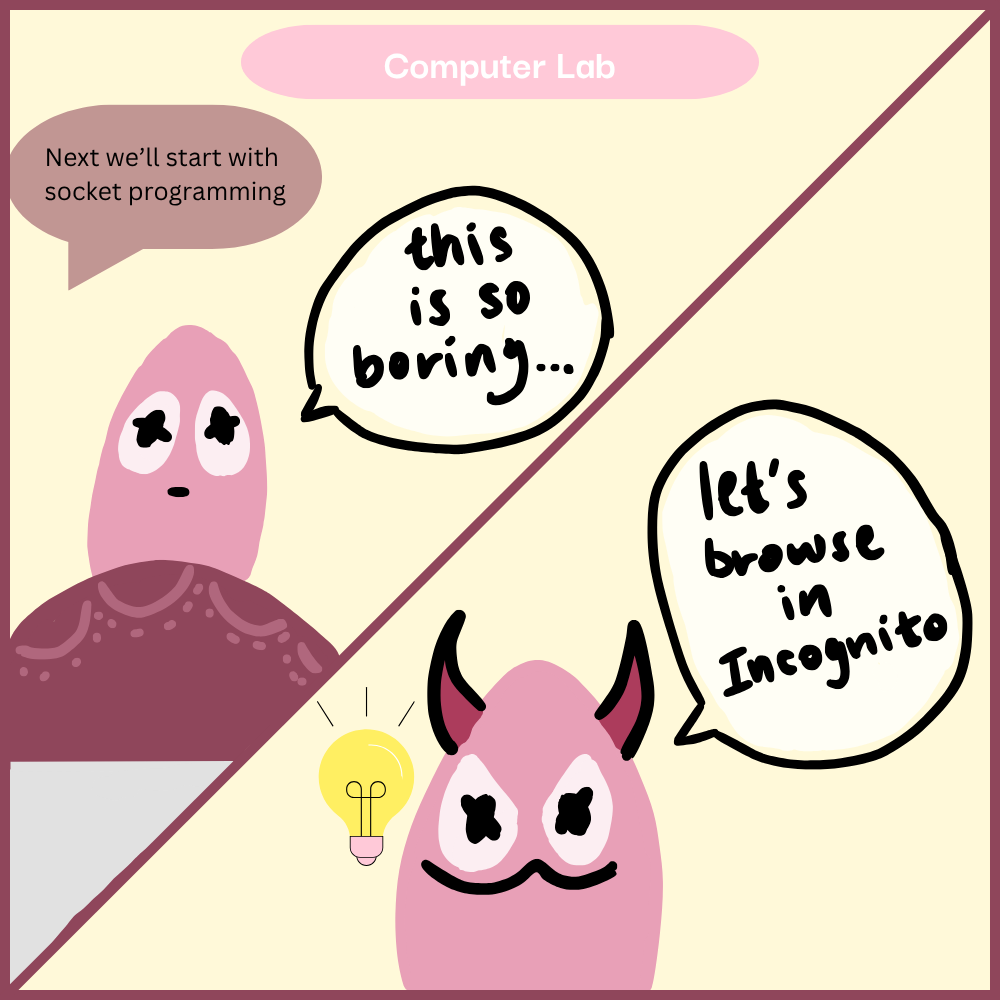 Computer Lab
Next we’ll start with
socket programming
this
is so
boring...
let's
browse
in
Incognito